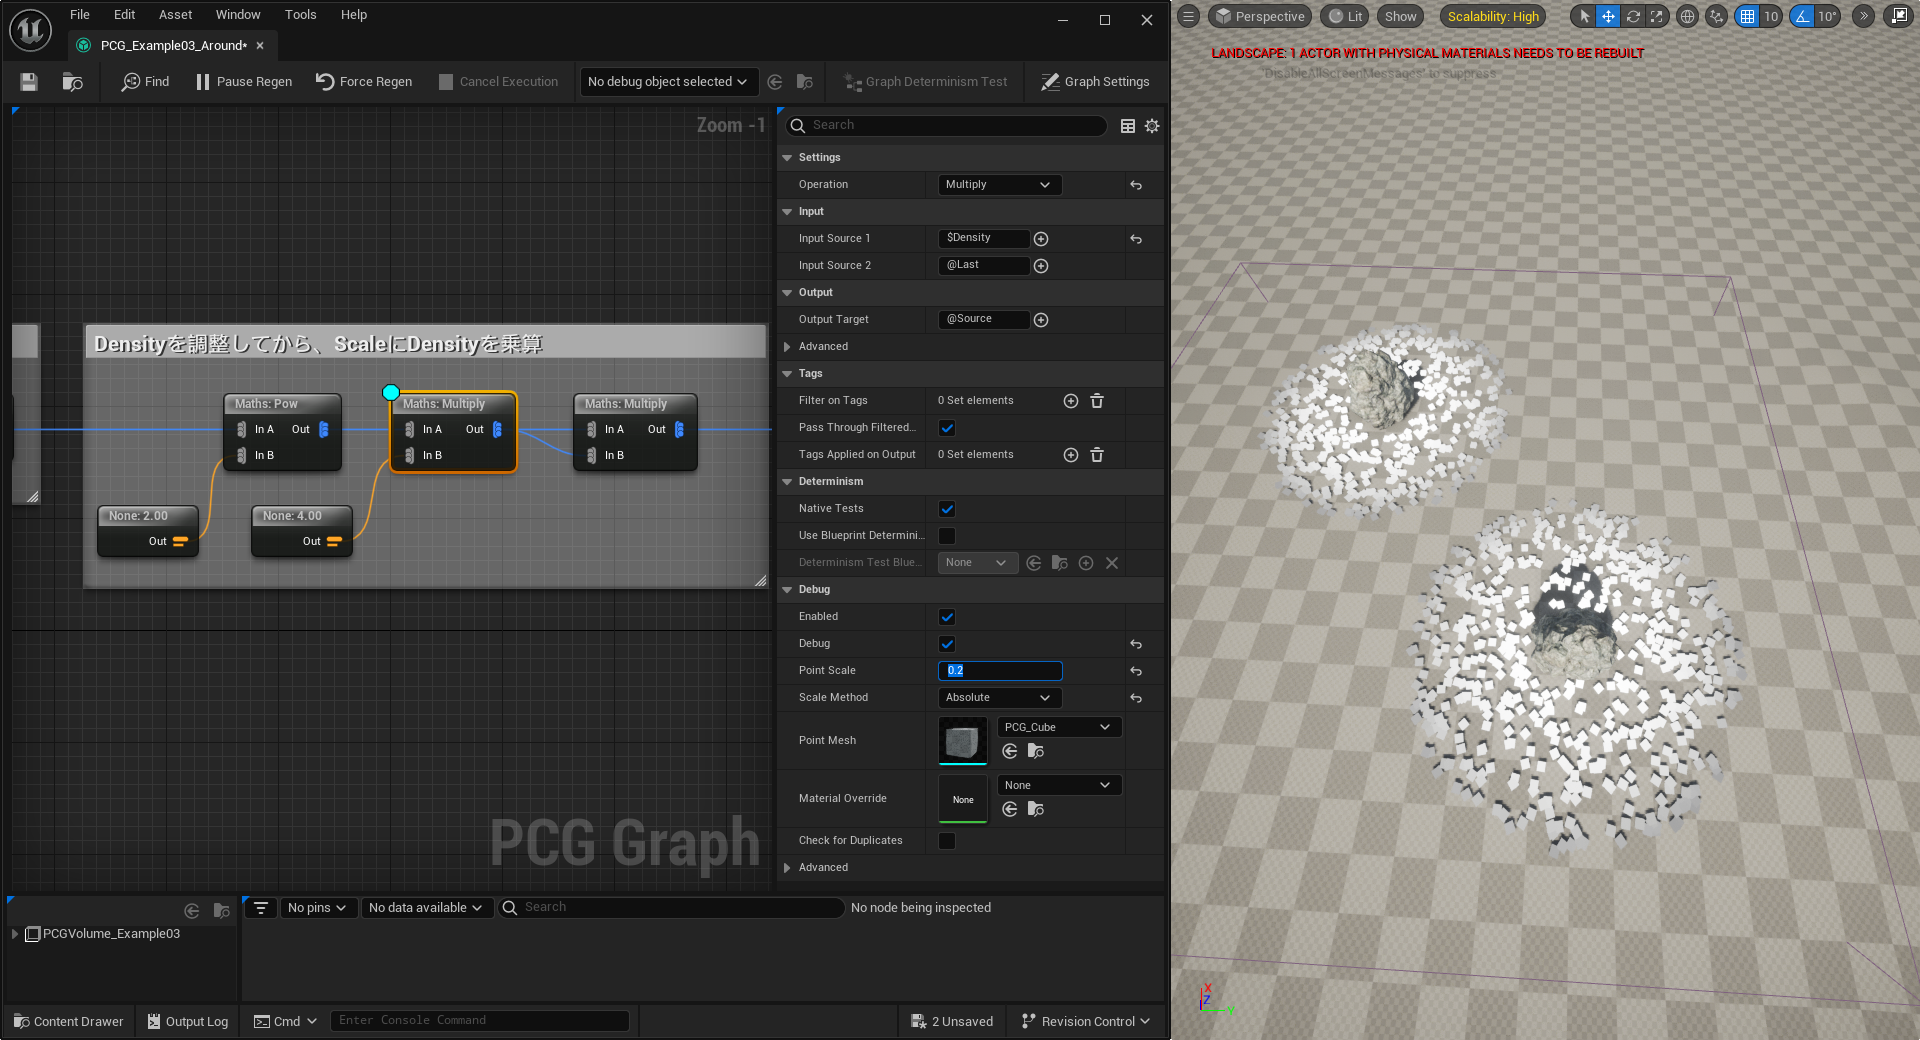 File Edit Asset Window Tools Help
PCG_Example03_Around*
Find Pause Regen Force Regen Cancel Execution No debug object selected Graph Determinism Test Graph Settings
Zoom -1
Densityを調整してから、ScaleにDensityを乗算
Maths: Pow
In A Out
In B
Maths: Multiply
In A Out
In B
Maths: Multiply
In A Out
In B
None: 2.00
Out
None: 4.00
Out
PCG Graph
Search
Settings
Operation Multiply
Input
Input Source 1 $Density
Input Source 2 @Last
Output
Output Target @Source
Advanced
Tags
Filter on Tags 0 Set elements
Pass Through Filtered...
Tags Applied on Output 0 Set elements
Determinism
Native Tests
Use Blueprint Determini...
Determinism Test Blue... None
Debug
Enabled
Debug
Point Scale 0.2
Scale Method Absolute
Point Mesh PCG_Cube
Material Override None None
Check for Duplicates
Advanced
PCGVolume_Example03
No pins No data available Search No node being inspected
Content Drawer Output Log Cmd Enter Console Command 2 Unsaved Revision Control
Perspective Lit Show Scalability: High 10 10°
LANDSCAPE: 1 ACTOR WITH PHYSICAL MATERIALS NEEDS TO BE REBUILT
'DisableAllScreenMessages' to suppress
X
Z
Y